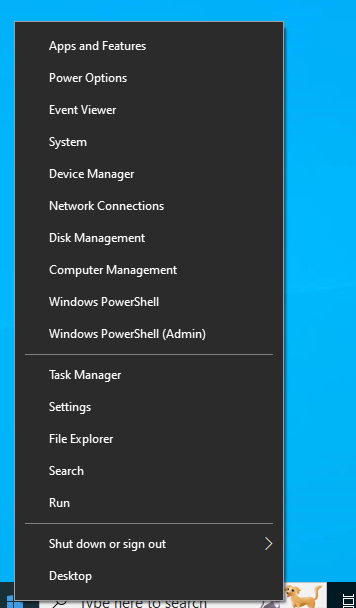 Apps and Features
Power Options
Event Viewer
System
Device Manager
Network Connections
Disk Management
Computer Management
Windows PowerShell
Windows PowerShell (Admin)
Task Manager
Settings
File Explorer
Search
Run
Shut down or sign out
Desktop
Type here to search